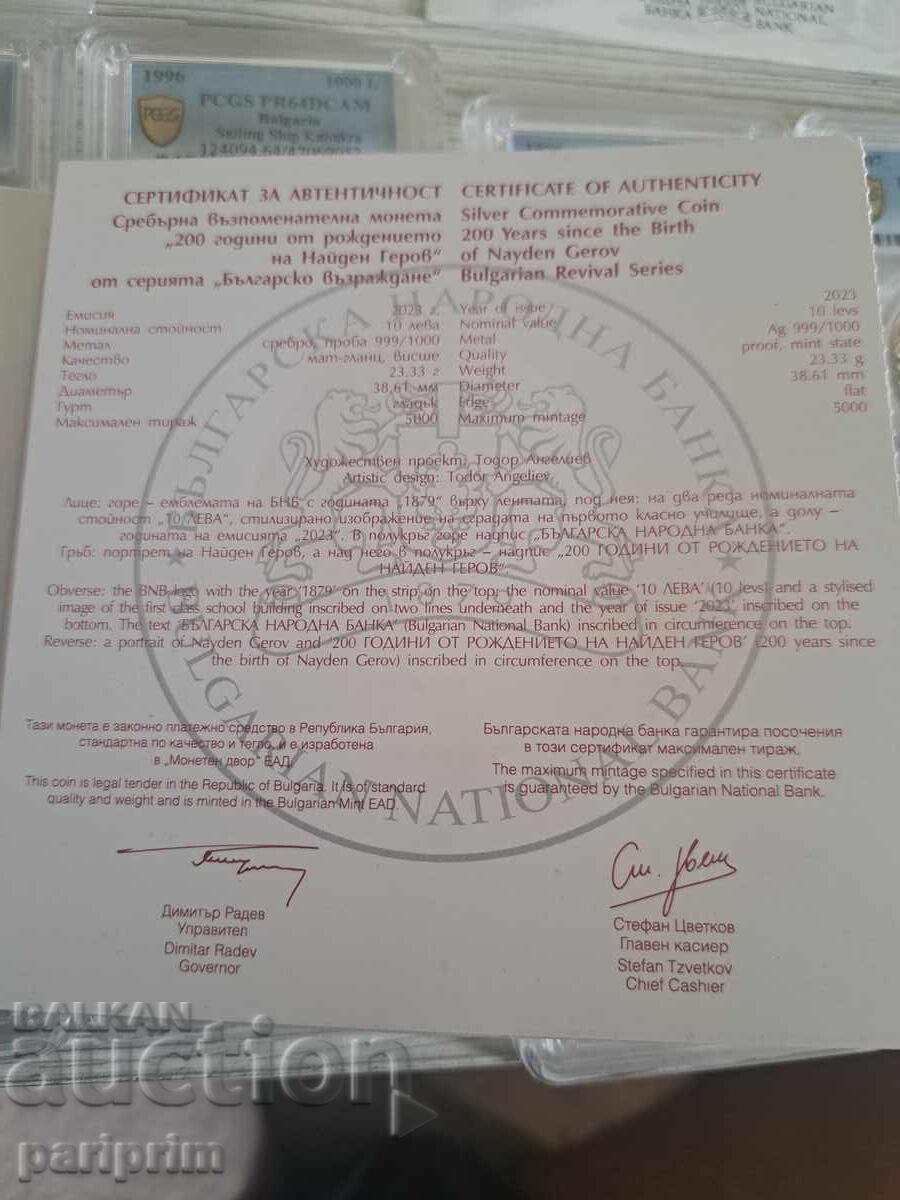 БАНКА
BULGARIAN
NATIONAL
BANK
1996 1000 L
PCGS PR64DCAM
Bulgaria
Sailing Ship Kaliakra
PCGS
СЕРТИФИКАТ ЗА АВТЕНТИЧНОСТ
Сребърна възпоменателна монета
„200 години от рождението
на Найден Геров"
от серията „Българско възраждане"
CERTIFICATE OF AUTHENTICITY
Silver Commemorative Coin
200 Years since the Birth
of Nayden Gerov
Bulgarian Revival Series
Емисия 2023 г. Year of issue 2023
Номинална стойност 10 лева Nominal value 10 levs
Метал сребро, проба 999/1000 Metal Ag 999/1000
Качество мат-гланц, висше Quality proof, mint state
Тегло 23.33 г Weight 23.33 g
Диаметър 38,61 мм Diameter 38.61 mm
Гурт гладък Edge flat
Максимален тираж 5000 Maximum mintage 5000
Художествен проект: Тодор Ангелиев
Artistic design: Todor Angeliev
Лице: горе – емблемата на БНБ с годината "1879" върху лентата, под нея: на два реда номиналната
стойност „10 ЛЕВА", стилизирано изображение на сградата на първото класно училище, а долу –
годината на емисията „2023". В полукръг горе надпис „БЪЛГАРСКА НАРОДНА БАНКА".
Гръб: портрет на Найден Геров, а над него в полукръг – надпис „200 ГОДИНИ ОТ РОЖДЕНИЕТО НА
НАЙДЕН ГЕРОВ".
Obverse: the BNB logo with the year '1879' on the strip on the top; the nominal value '10 ЛЕВА' (10 levs) and a stylised
image of the first class school building inscribed on two lines underneath and the year of issue '2023' inscribed on the
bottom. The text 'БЪЛГАРСКА НАРОДНА БАНКА' (Bulgarian National Bank) inscribed in circumference on the top.
Reverse: a portrait of Nayden Gerov and '200 ГОДИНИ ОТ РОЖДЕНИЕТО НА НАЙДЕН ГЕРОВ' (200 years since
the birth of Nayden Gerov) inscribed in circumference on the top.
БЪЛГАРСКА НАРОДНА БАНКА
BULGARIAN NATIONAL BANK
1879
Тази монета е законно платежно средство в Република България,
стандартна по качество и тегло, и е изработена
в „Монетен двор" ЕАД.
This coin is legal tender in the Republic of Bulgaria. It is of standard
quality and weight and is minted in the Bulgarian Mint EAD.
Българската народна банка гарантира посочения
в този сертификат максимален тираж.
The maximum mintage specified in this certificate
is guaranteed by the Bulgarian National Bank.
Димитър Радев
Управител
Dimitar Radev
Governor
Стефан Цветков
Главен касиер
Stefan Tzvetkov
Chief Cashier
BALKAN
auction
pariprim